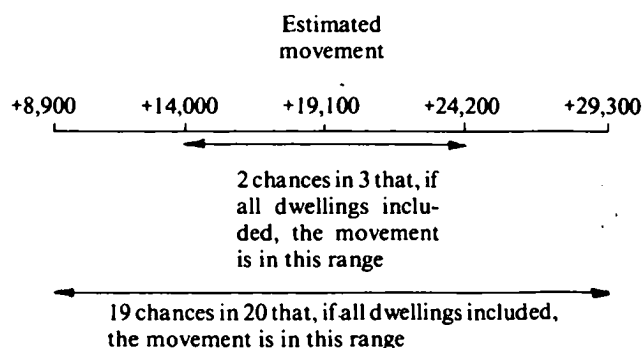 Estimated
movement
+8,900 +14,000 +19,100 +24,200 +29,300
2 chances in 3 that, if
all dwellings inclu-
ded, the movement
is in this range
19 chances in 20 that, if all dwellings included,
the movement is in this range